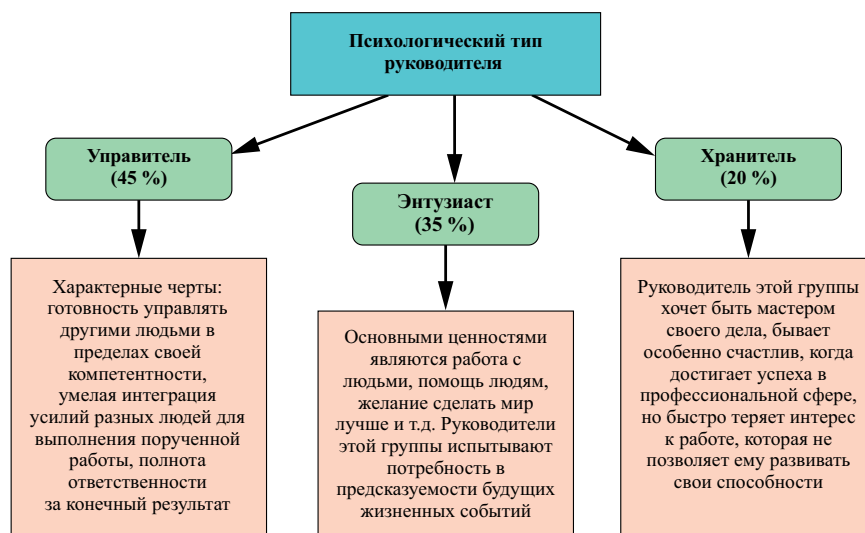 Психологический тип
руководителя
Управитель
(45 %)
Энтузиаст
(35 %)
Хранитель
(20 %)
Характерные черты:
готовность управлять
другими людьми в
пределах своей
компетентности,
умелая интеграция
усилий разных людей для
выполнения порученной
работы, полнота
ответственности
за конечный результат
Основными ценностями
являются работа с
людьми, помощь людям,
желание сделать мир
лучше и т.д. Руководители
этой группы испытывают
потребность в
предсказуемости будущих
жизненных событий
Руководитель этой группы
хочет быть мастером
своего дела, бывает
особенно счастлив, когда
достигает успеха в
профессиональной сфере,
но быстро теряет интерес
к работе, которая не
позволяет ему развивать
свои способности